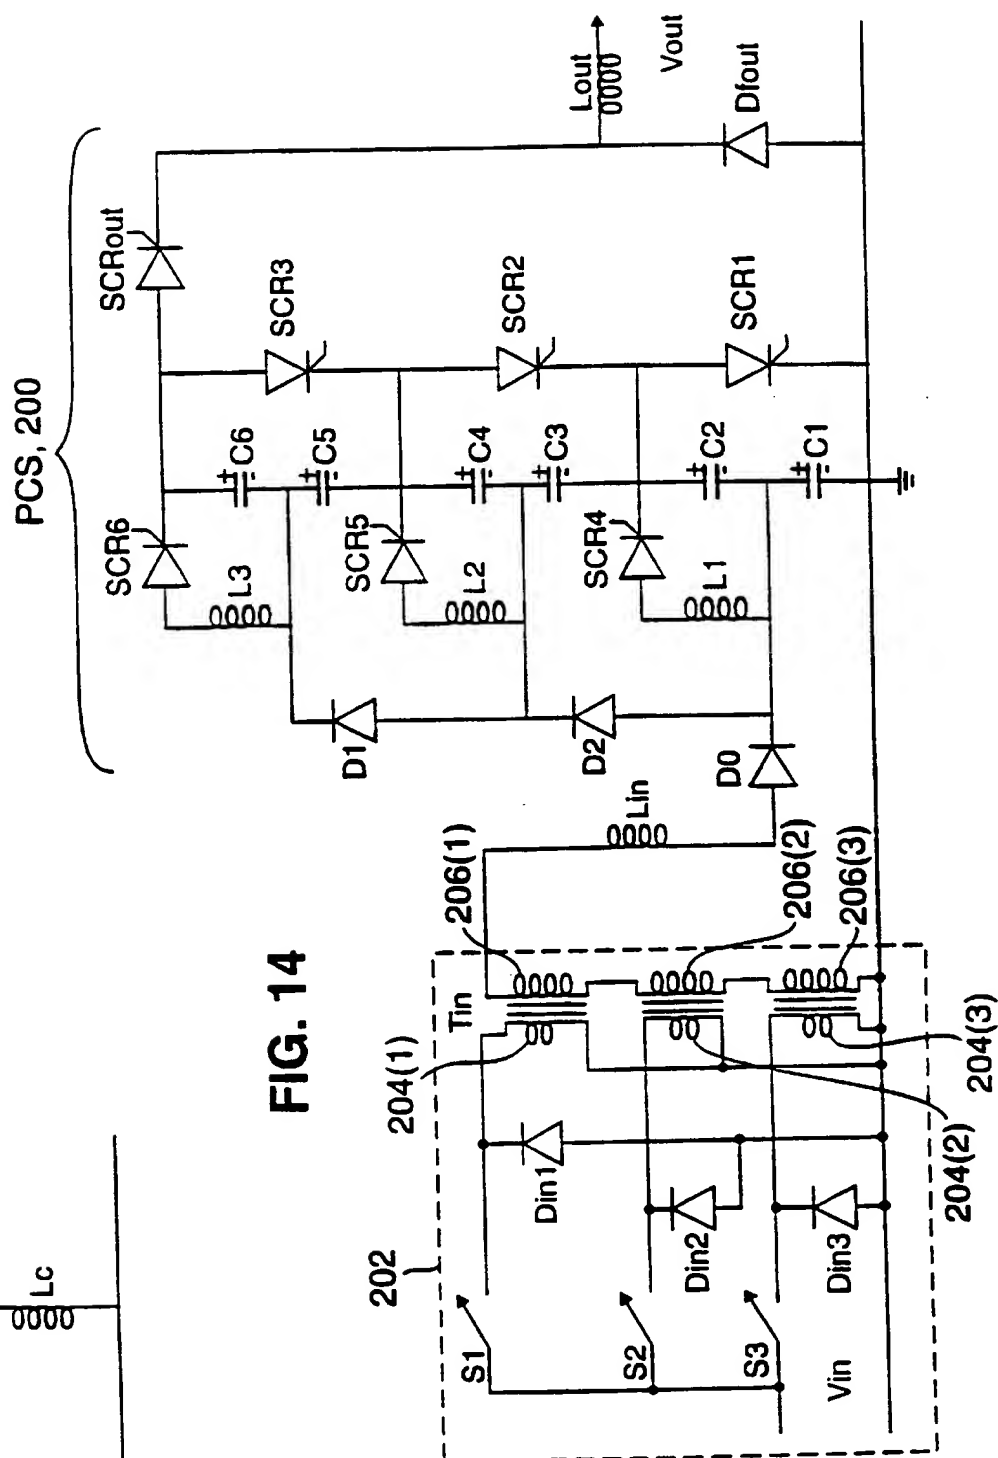 PCS, 200
Lout
Vout
Dfout
SCRout
SCR3
SCR2
SCR1
SCR6
C6
C5
L3
SCR5
C4
C3
L2
SCR4
C2
C1
L1
D1
D2
D0
Lin
206(1)
206(2)
206(3)
FIG. 14
Tin
204(1)
204(3)
204(2)
Din1
Din2
Din3
202
S1
S2
S3
Vin
Lc